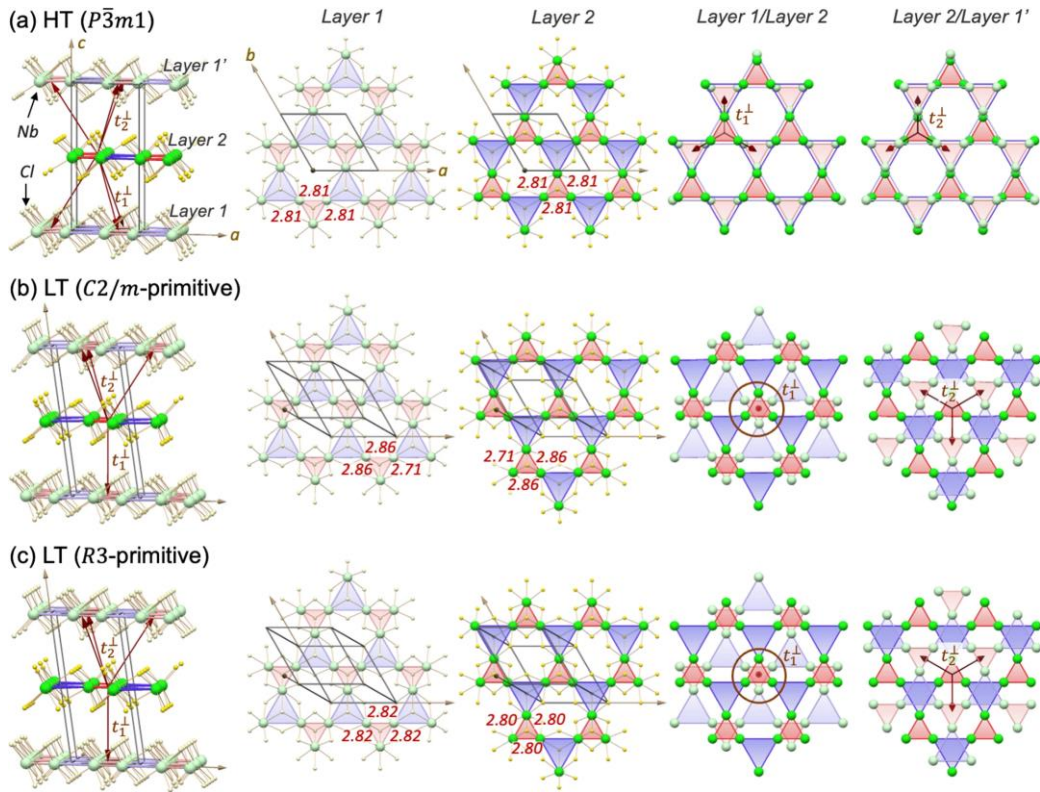 (a) HT (P3̄m1)
Layer 1
Layer 2
Layer 1/Layer 2
Layer 2/Layer 1'
c
Layer 1'
Nb
t₂⊥
Layer 2
Cl
t₁⊥
Layer 1
a
b
a
2.81
2.81
2.81
2.81
2.81
2.81
t₁⊥
t₂⊥
(b) LT (C2/m-primitive)
t₂⊥
t₁⊥
2.86
2.86
2.71
2.71
2.86
2.86
t₁⊥
t₂⊥
(c) LT (R3-primitive)
t₂⊥
t₁⊥
2.82
2.82
2.82
2.80
2.80
2.80
t₁⊥
t₂⊥